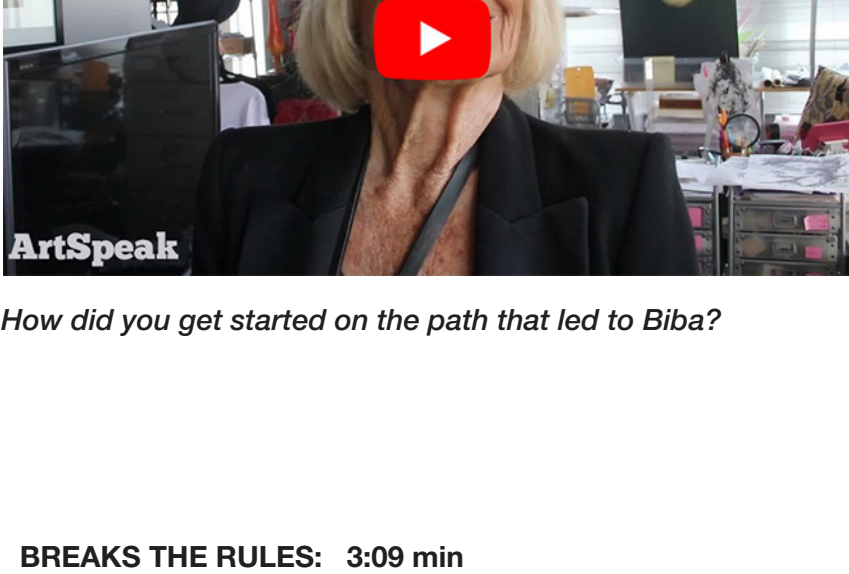 ArtSpeak
How did you get started on the path that led to Biba?
BREAKS THE RULES: 3:09 min